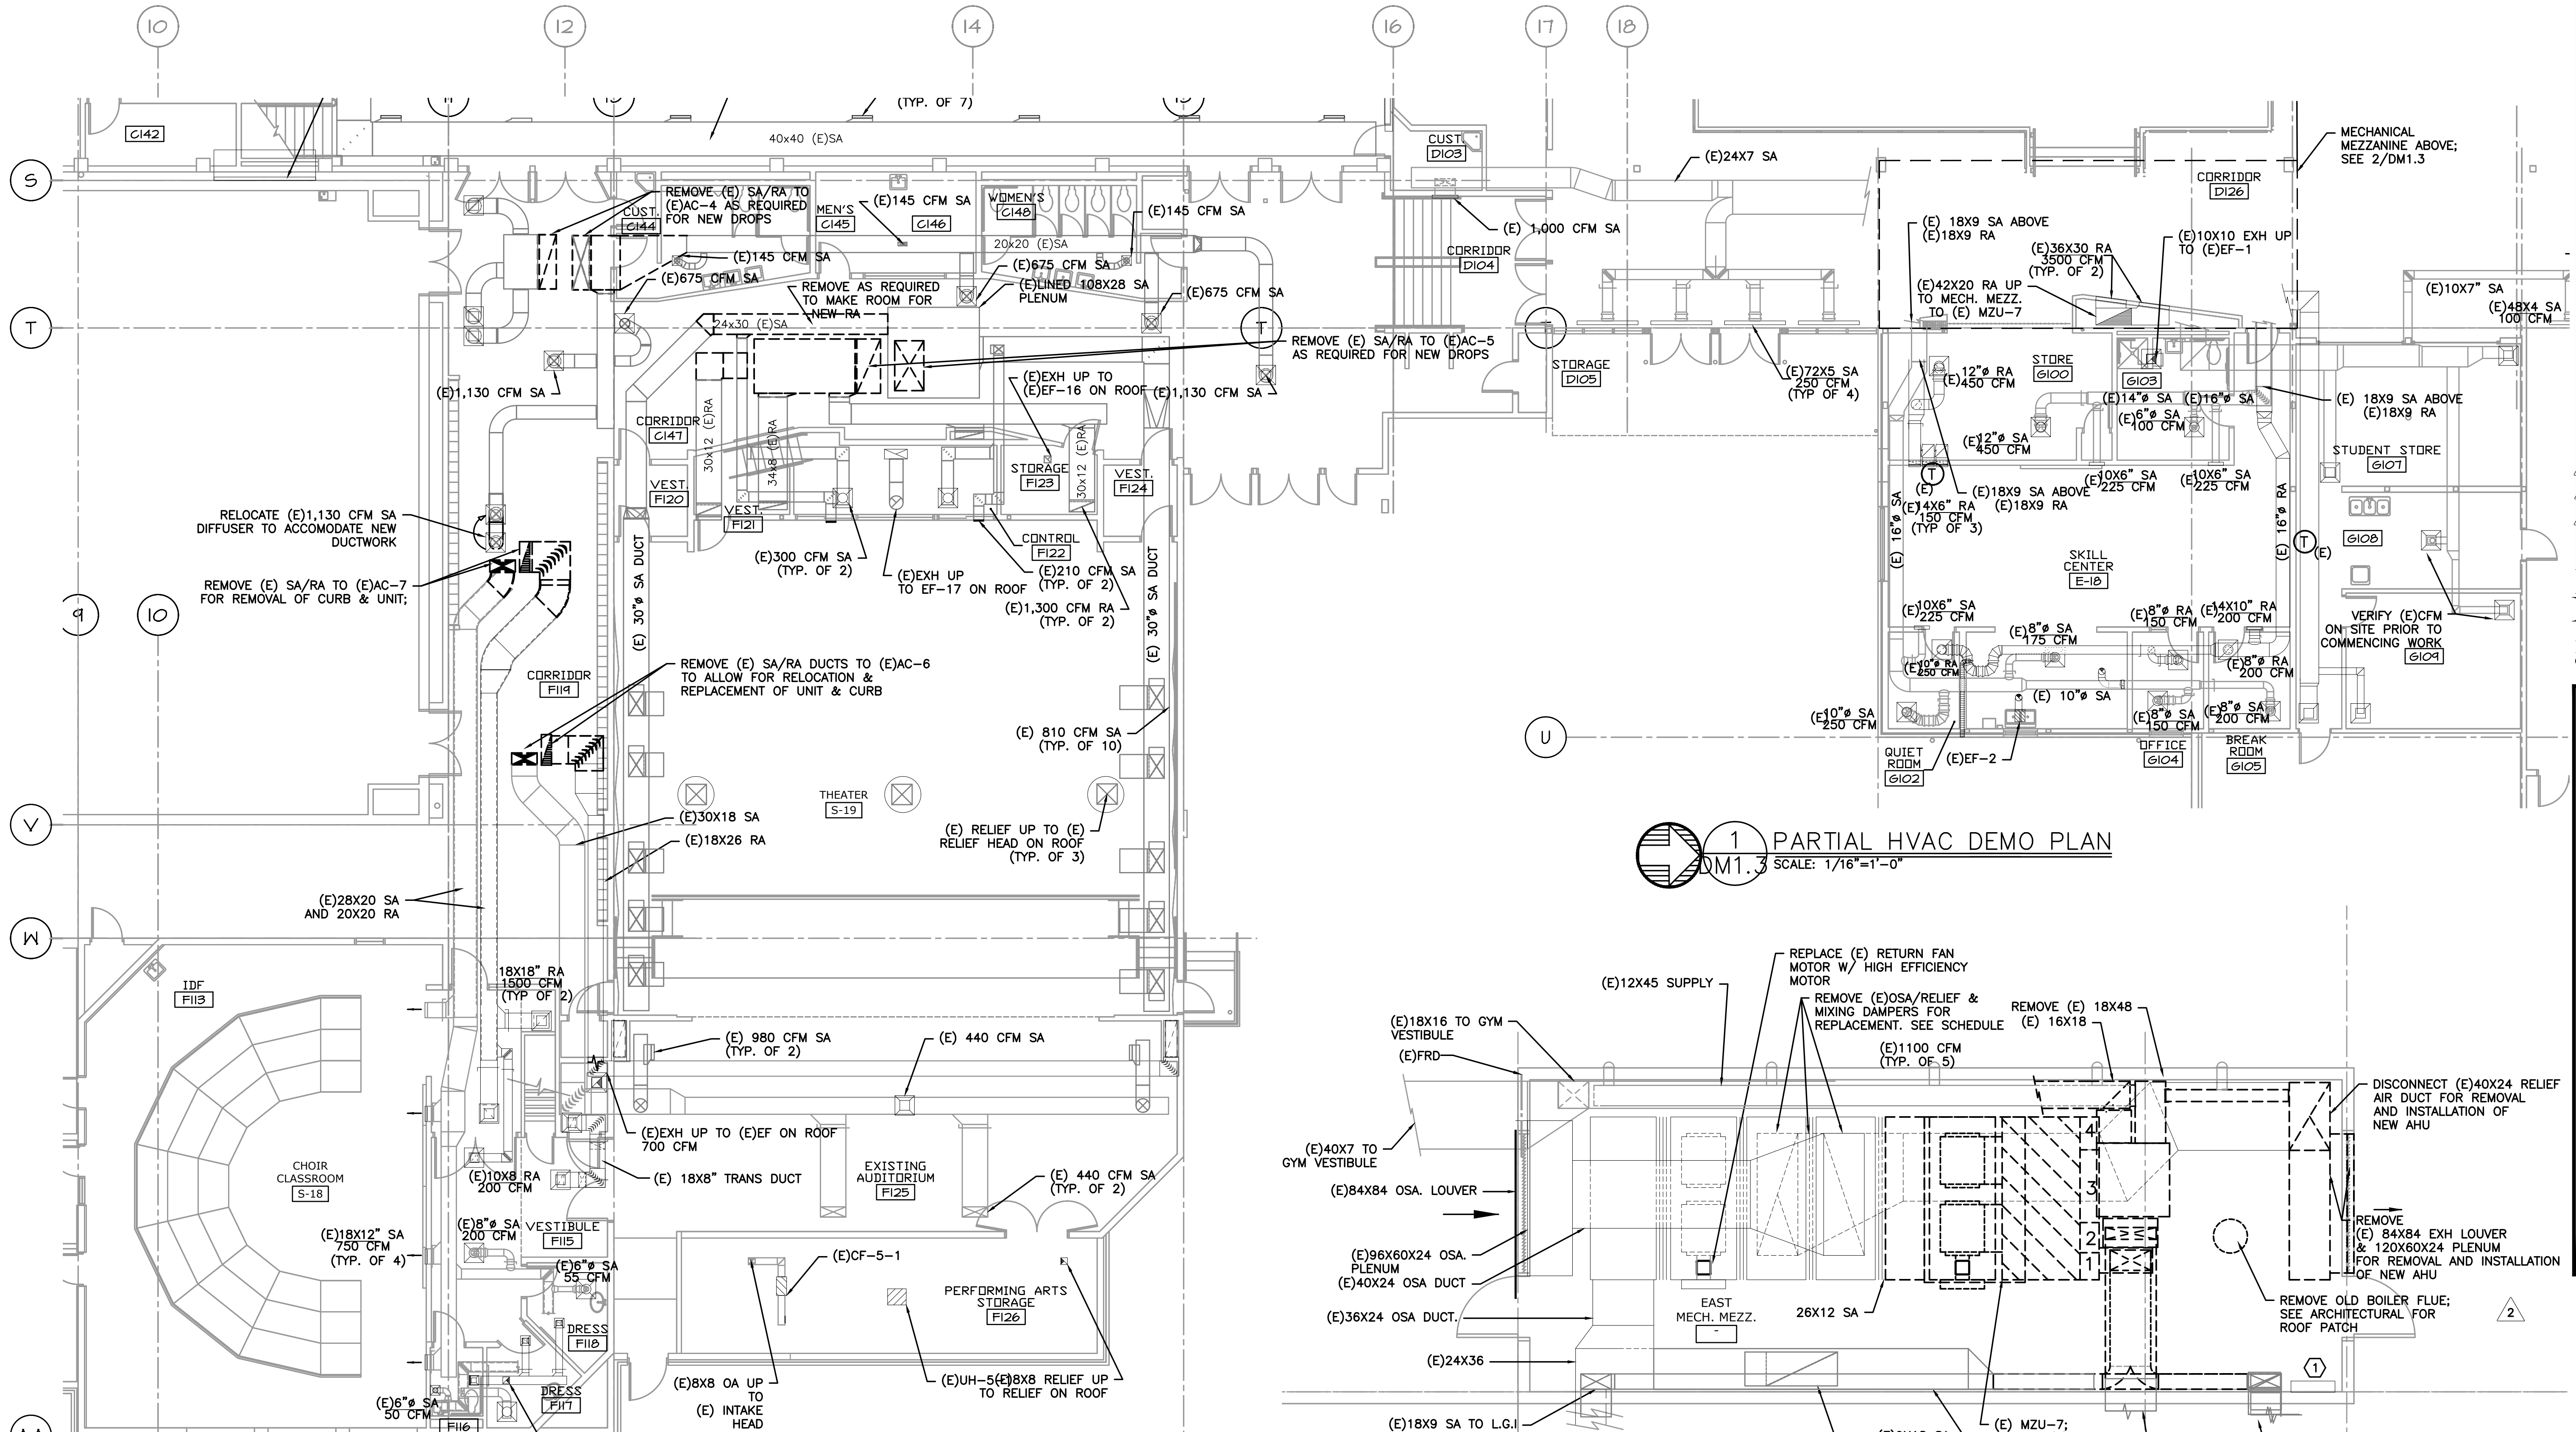 10
12
14
16
17
18
(TYP. OF 7)
40x40 (E)SA
C142
S
REMOVE (E) SA/RA TO
(E)AC-4 AS REQUIRED
FOR NEW DROPS
CUST.
C144
MEN'S
C145
(E)145 CFM SA
C146
WOMEN'S
C148
(E)145 CFM SA
20x20 (E)SA
(E)145 CFM SA
(E)675 CFM SA
(E)675 CFM SA
(E)LINED 108X28 SA
PLENUM
(E)675 CFM SA
REMOVE AS REQUIRED
TO MAKE ROOM FOR
NEW RA
24x30 (E)SA
T
T
T
REMOVE (E) SA/RA TO (E)AC-5
AS REQUIRED FOR NEW DROPS
(E)EXH UP TO
(E)EF-16 ON ROOF
(E)1,130 CFM SA
(E)1,130 CFM SA
CORRIDOR
C147
30x12 (E)RA
34x8 (E)RA
30x12 (E)RA
STORAGE
F123
VEST.
F120
VEST.
F121
VEST.
F124
CONTROL
F122
(E)300 CFM SA
(TYP. OF 2)
(E)EXH UP
TO EF-17 ON ROOF
(E)210 CFM SA
(TYP. OF 2)
(E)1,300 CFM RA
(TYP. OF 2)
RELOCATE (E)1,130 CFM SA
DIFFUSER TO ACCOMODATE NEW
DUCTWORK
REMOVE (E) SA/RA TO (E)AC-7
FOR REMOVAL OF CURB & UNIT;
9
10
(E) 30"ø SA DUCT
(E) 30"ø SA DUCT
CORRIDOR
F119
REMOVE (E) SA/RA DUCTS TO (E)AC-6
TO ALLOW FOR RELOCATION &
REPLACEMENT OF UNIT & CURB
(E) 810 CFM SA
(TYP. OF 10)
THEATER
S-19
(E) RELIEF UP TO (E)
RELIEF HEAD ON ROOF
(TYP. OF 3)
V
(E)30X18 SA
(E)18X26 RA
(E)28X20 SA
AND 20X20 RA
W
IDF
F113
18X18" RA
1500 CFM
(TYP OF 2)
(E) 980 CFM SA
(TYP. OF 2)
(E) 440 CFM SA
(E)EXH UP TO (E)EF ON ROOF
700 CFM
(E) 18X8" TRANS DUCT
EXISTING
AUDITORIUM
F125
(E) 440 CFM SA
(TYP. OF 2)
CHOIR
CLASSROOM
S-18
(E)10X8 RA
200 CFM
(E)18X12" SA
750 CFM
(TYP. OF 4)
(E)8"ø SA
200 CFM
VESTIBULE
F115
(E)6"ø SA
55 CFM
(E)CF-5-1
PERFORMING ARTS
STORAGE
F126
DRESS
F118
DRESS
F117
(E)6"ø SA
50 CFM
F116
(E)8X8 OA UP
TO
(E) INTAKE
HEAD
(E)UH-5-1
(E)8X8 RELIEF UP
TO RELIEF ON ROOF
CUST.
D103
(E) 1,000 CFM SA
CORRIDOR
D104
(E)24X7 SA
STORAGE
D105
(E)72X5 SA
250 CFM
(TYP OF 4)
MECHANICAL
MEZZANINE ABOVE;
SEE 2/DM1.3
CORRIDOR
D126
(E) 18X9 SA ABOVE
(E)18X9 RA
(E)36X30 RA
3500 CFM
(TYP. OF 2)
(E)10X10 EXH UP
TO (E)EF-1
(E)42X20 RA UP
TO MECH. MEZZ.
TO (E) MZU-7
(E)10X7" SA
(E)48X4 SA
100 CFM
STORE
G100
G103
(E)12"ø RA
450 CFM
(E)14"ø SA
(E)16"ø SA
(E)6"ø SA
100 CFM
(E) 18X9 SA ABOVE
(E)18X9 RA
(E)12"ø SA
450 CFM
T
(E)
(E)18X9 SA ABOVE
(E)18X9 RA
(E)10X6" SA
225 CFM
(E)10X6" SA
225 CFM
(E)14X6" RA
150 CFM
(TYP OF 3)
STUDENT STORE
G107
G108
T
(E)
(E) 16"ø SA
(E) 16"ø RA
SKILL
CENTER
E-18
(E)10X6" SA
225 CFM
(E)8"ø SA
175 CFM
(E)8"ø RA
150 CFM
(E)14X10" RA
200 CFM
VERIFY (E)CFM
ON SITE PRIOR TO
COMMENCING WORK
G109
(E)10"ø RA
250 CFM
(E)8"ø RA
200 CFM
(E) 10"ø SA
(E)10"ø SA
250 CFM
(E)8"ø SA
150 CFM
(E)8"ø SA
200 CFM
U
QUIET
ROOM
G102
(E)EF-2
OFFICE
G104
BREAK
ROOM
G105
1
DM1.3
PARTIAL HVAC DEMO PLAN
SCALE: 1/16"=1'-0"
REPLACE (E) RETURN FAN
MOTOR W/ HIGH EFFICIENCY
MOTOR
(E)12X45 SUPPLY
REMOVE (E)OSA/RELIEF &
MIXING DAMPERS FOR
REPLACEMENT. SEE SCHEDULE
REMOVE (E) 18X48
(E) 16X18
(E)18X16 TO GYM
VESTIBULE
(E)FRD
(E)1100 CFM
(TYP. OF 5)
DISCONNECT (E)40X24 RELIEF
AIR DUCT FOR REMOVAL
AND INSTALLATION OF
NEW AHU
(E)40X7 TO
GYM VESTIBULE
(E)84X84 OSA. LOUVER
4
3
2
1
REMOVE
(E) 84X84 EXH LOUVER
& 120X60X24 PLENUM
FOR REMOVAL AND INSTALLATION
OF NEW AHU
(E)96X60X24 OSA.
PLENUM
(E)40X24 OSA DUCT
(E)36X24 OSA DUCT.
EAST
MECH. MEZZ.
-
26X12 SA
REMOVE OLD BOILER FLUE;
SEE ARCHITECTURAL FOR
ROOF PATCH
2
(E)24X36
1
(E)18X9 SA TO L.G.I
(E) MZU-7;